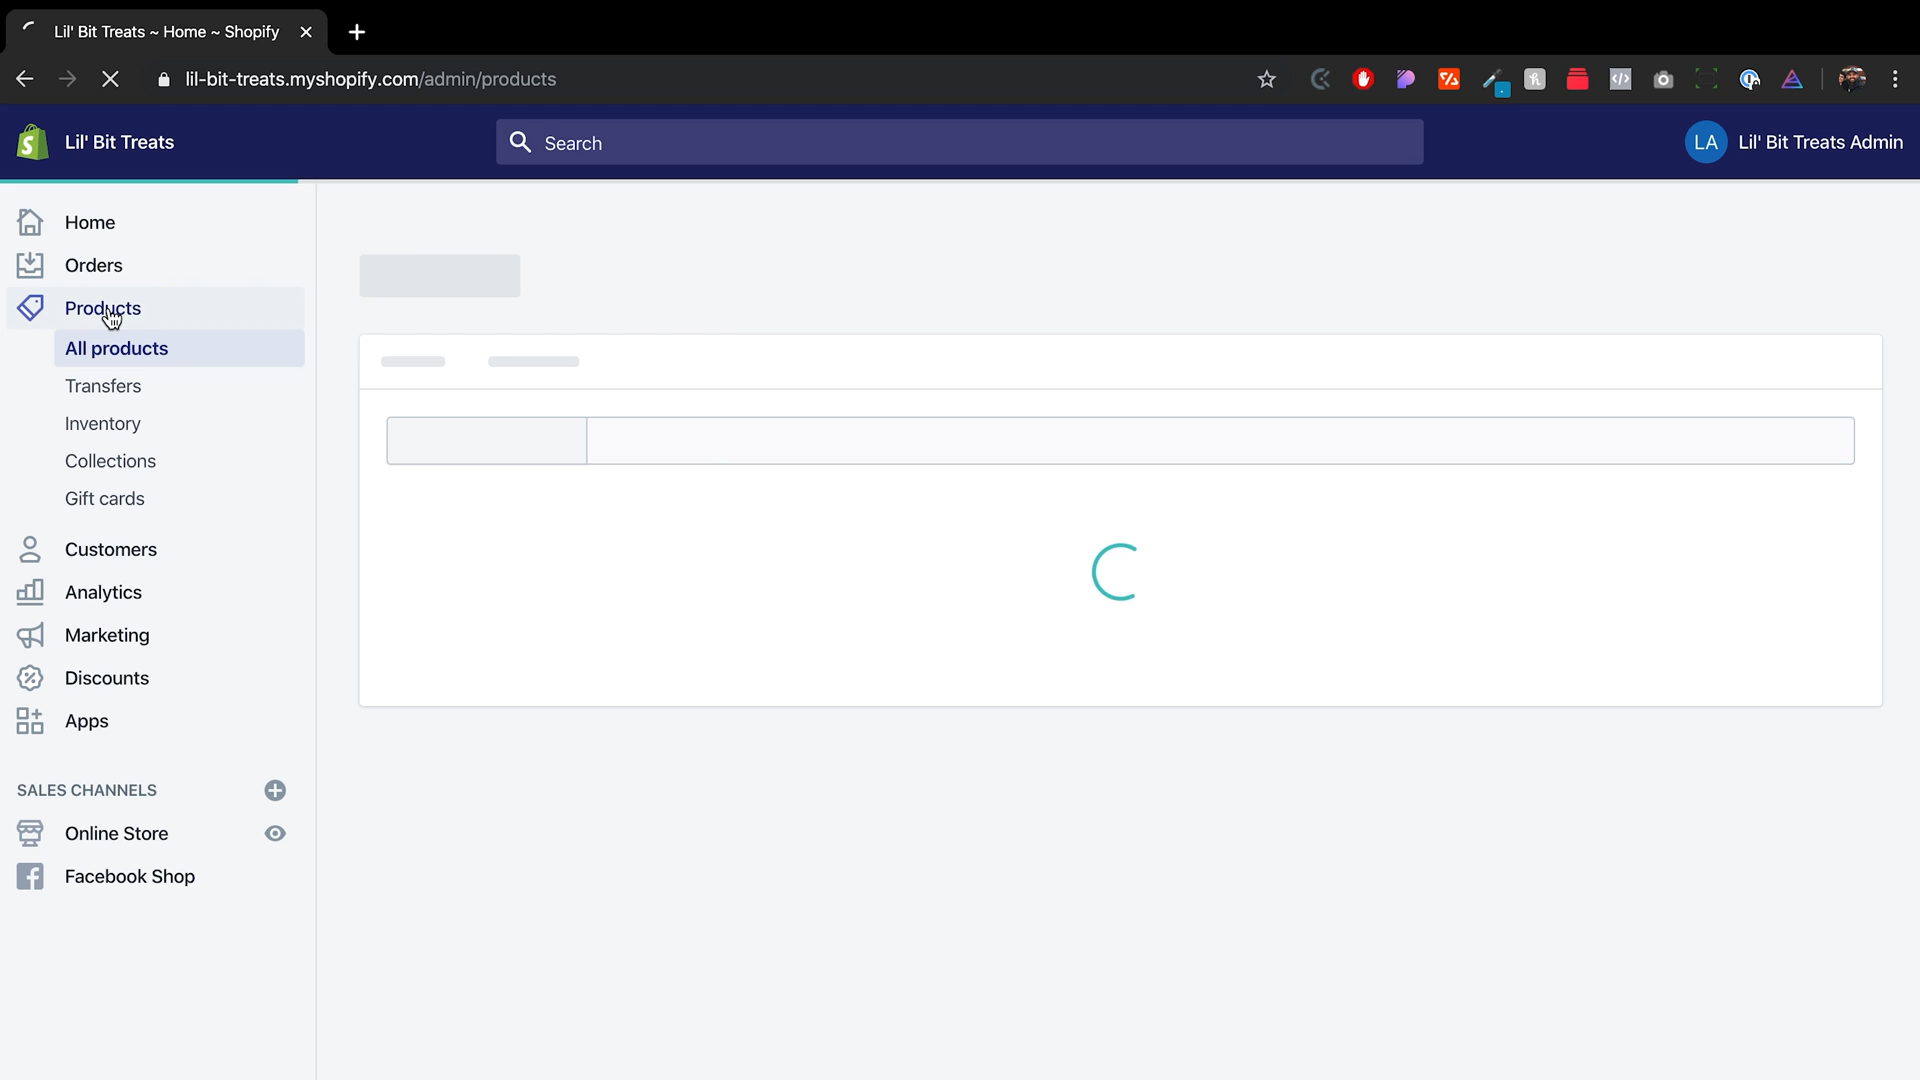 Lil' Bit Treats ~ Home ~ Shopify
lil-bit-treats.myshopify.com/admin/products
Lil' Bit Treats
Search
LA Lil' Bit Treats Admin
Home
Orders
Products
All products
Transfers
Inventory
Collections
Gift cards
Customers
Analytics
Marketing
Discounts
Apps
SALES CHANNELS
Online Store
Facebook Shop